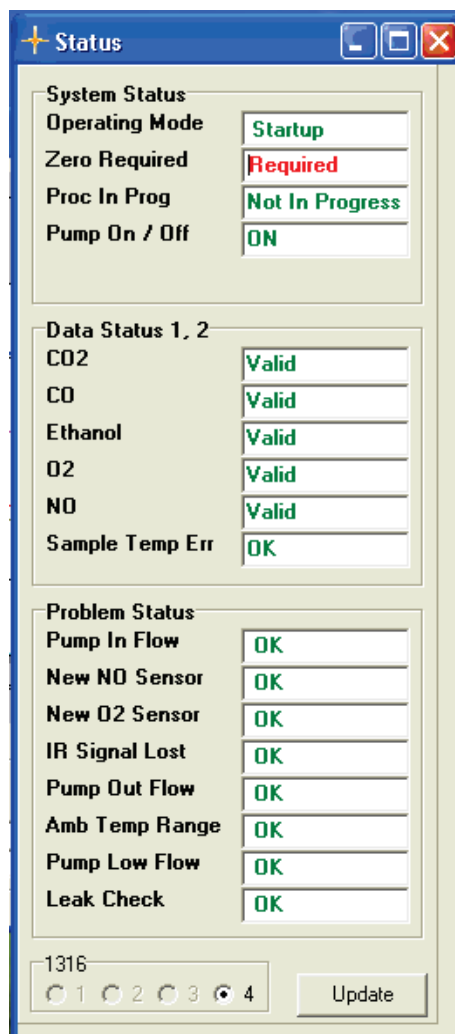 Status
System Status
Operating Mode Startup
Zero Required Required
Proc In Prog Not In Progress
Pump On / Off ON
Data Status 1, 2
CO2 Valid
CO Valid
Ethanol Valid
O2 Valid
NO Valid
Sample Temp Err OK
Problem Status
Pump In Flow OK
New NO Sensor OK
New O2 Sensor OK
IR Signal Lost OK
Pump Out Flow OK
Amb Temp Range OK
Pump Low Flow OK
Leak Check OK
1316
1 2 3 4 Update